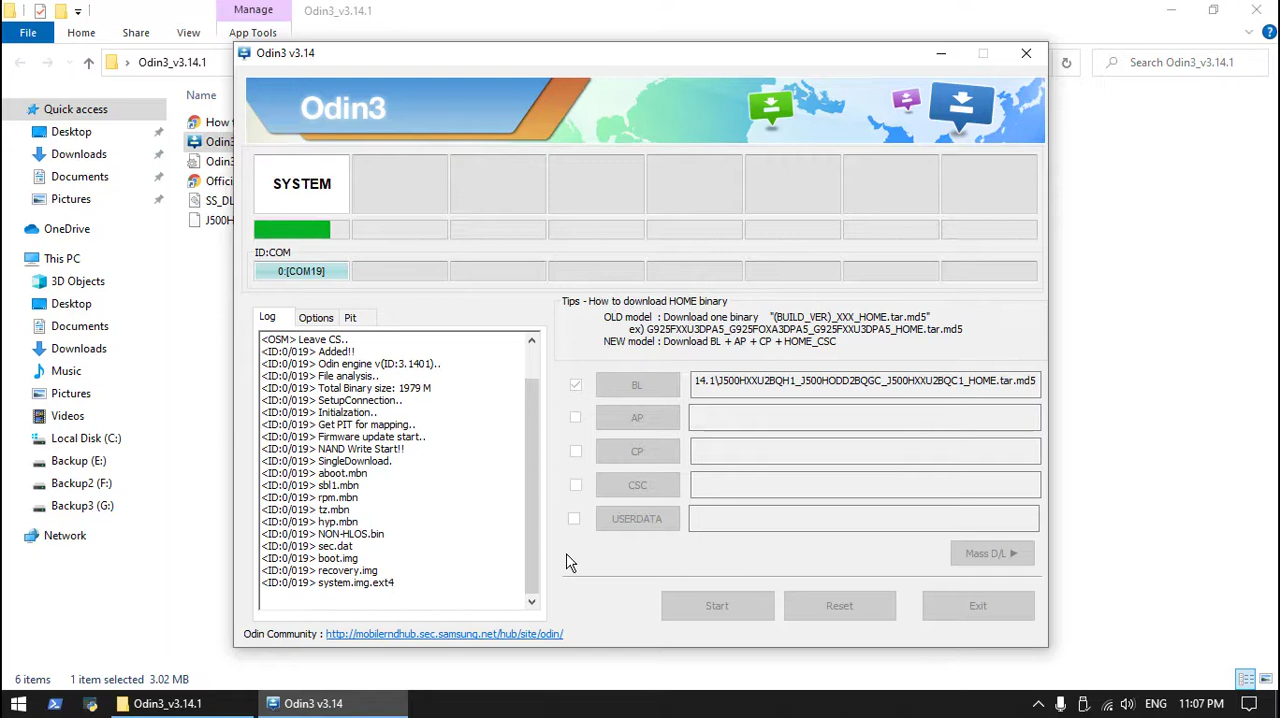 Manage
Odin3_v3.14.1
File
Home
Share
View
App Tools
Odin3_v3.14.1
Search Odin3_v3.14.1
Name
Quick access
Desktop
Downloads
Documents
Pictures
OneDrive
This PC
3D Objects
Desktop
Documents
Downloads
Music
Pictures
Videos
Local Disk (C:)
Backup (E:)
Backup2 (F:)
Backup3 (G:)
Network
How
Odin3
Odin3
Offici
SS_DL
J500H
Odin3 v3.14
Odin3
SYSTEM
ID:COM
0:[COM19]
Log
Options
Pit
<OSM> Leave CS..
<ID:0/019> Added!!
<ID:0/019> Odin engine v(ID:3.1401)..
<ID:0/019> File analysis..
<ID:0/019> Total Binary size: 1979 M
<ID:0/019> SetupConnection..
<ID:0/019> Initialzation..
<ID:0/019> Get PIT for mapping..
<ID:0/019> Firmware update start..
<ID:0/019> NAND Write Start!!
<ID:0/019> SingleDownload.
<ID:0/019> aboot.mbn
<ID:0/019> sbl1.mbn
<ID:0/019> rpm.mbn
<ID:0/019> tz.mbn
<ID:0/019> hyp.mbn
<ID:0/019> NON-HLOS.bin
<ID:0/019> sec.dat
<ID:0/019> boot.img
<ID:0/019> recovery.img
<ID:0/019> system.img.ext4
Tips - How to download HOME binary
OLD model : Download one binary "(BUILD_VER)_XXX_HOME.tar.md5"
ex) G925FXXU3DPA5_G925FOXA3DPA5_G925FXXU3DPA5_HOME.tar.md5
NEW model : Download BL + AP + CP + HOME_CSC
BL
14.1\J500HXXU2BQH1_J500HODD2BQGC_J500HXXU2BQC1_HOME.tar.md5
AP
CP
CSC
USERDATA
Mass D/L
Start
Reset
Exit
Odin Community : http://mobilerndhub.sec.samsung.net/hub/site/odin/
6 items
1 item selected 3.02 MB
Odin3_v3.14.1
Odin3 v3.14
ENG
11:07 PM